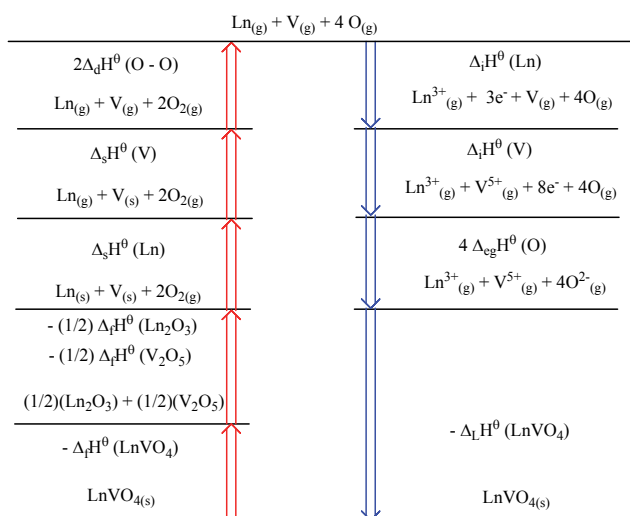 Ln(g) + V(g) + 4 O(g)
2ΔdHθ (O - O)
Ln(g) + V(g) + 2O2(g)
ΔsHθ (V)
Ln(g) + V(s) + 2O2(g)
ΔsHθ (Ln)
Ln(s) + V(s) + 2O2(g)
- (1/2) ΔfHθ (Ln2O3)
- (1/2) ΔfHθ (V2O5)
(1/2)(Ln2O3) + (1/2)(V2O5)
- ΔfHθ (LnVO4)
LnVO4(s)
ΔiHθ (Ln)
Ln3+(g) + 3e- + V(g) + 4O(g)
ΔiHθ (V)
Ln3+(g) + V5+(g) + 8e- + 4O(g)
4 ΔegHθ (O)
Ln3+(g) + V5+(g) + 4O2-(g)
- ΔLHθ (LnVO4)
LnVO4(s)